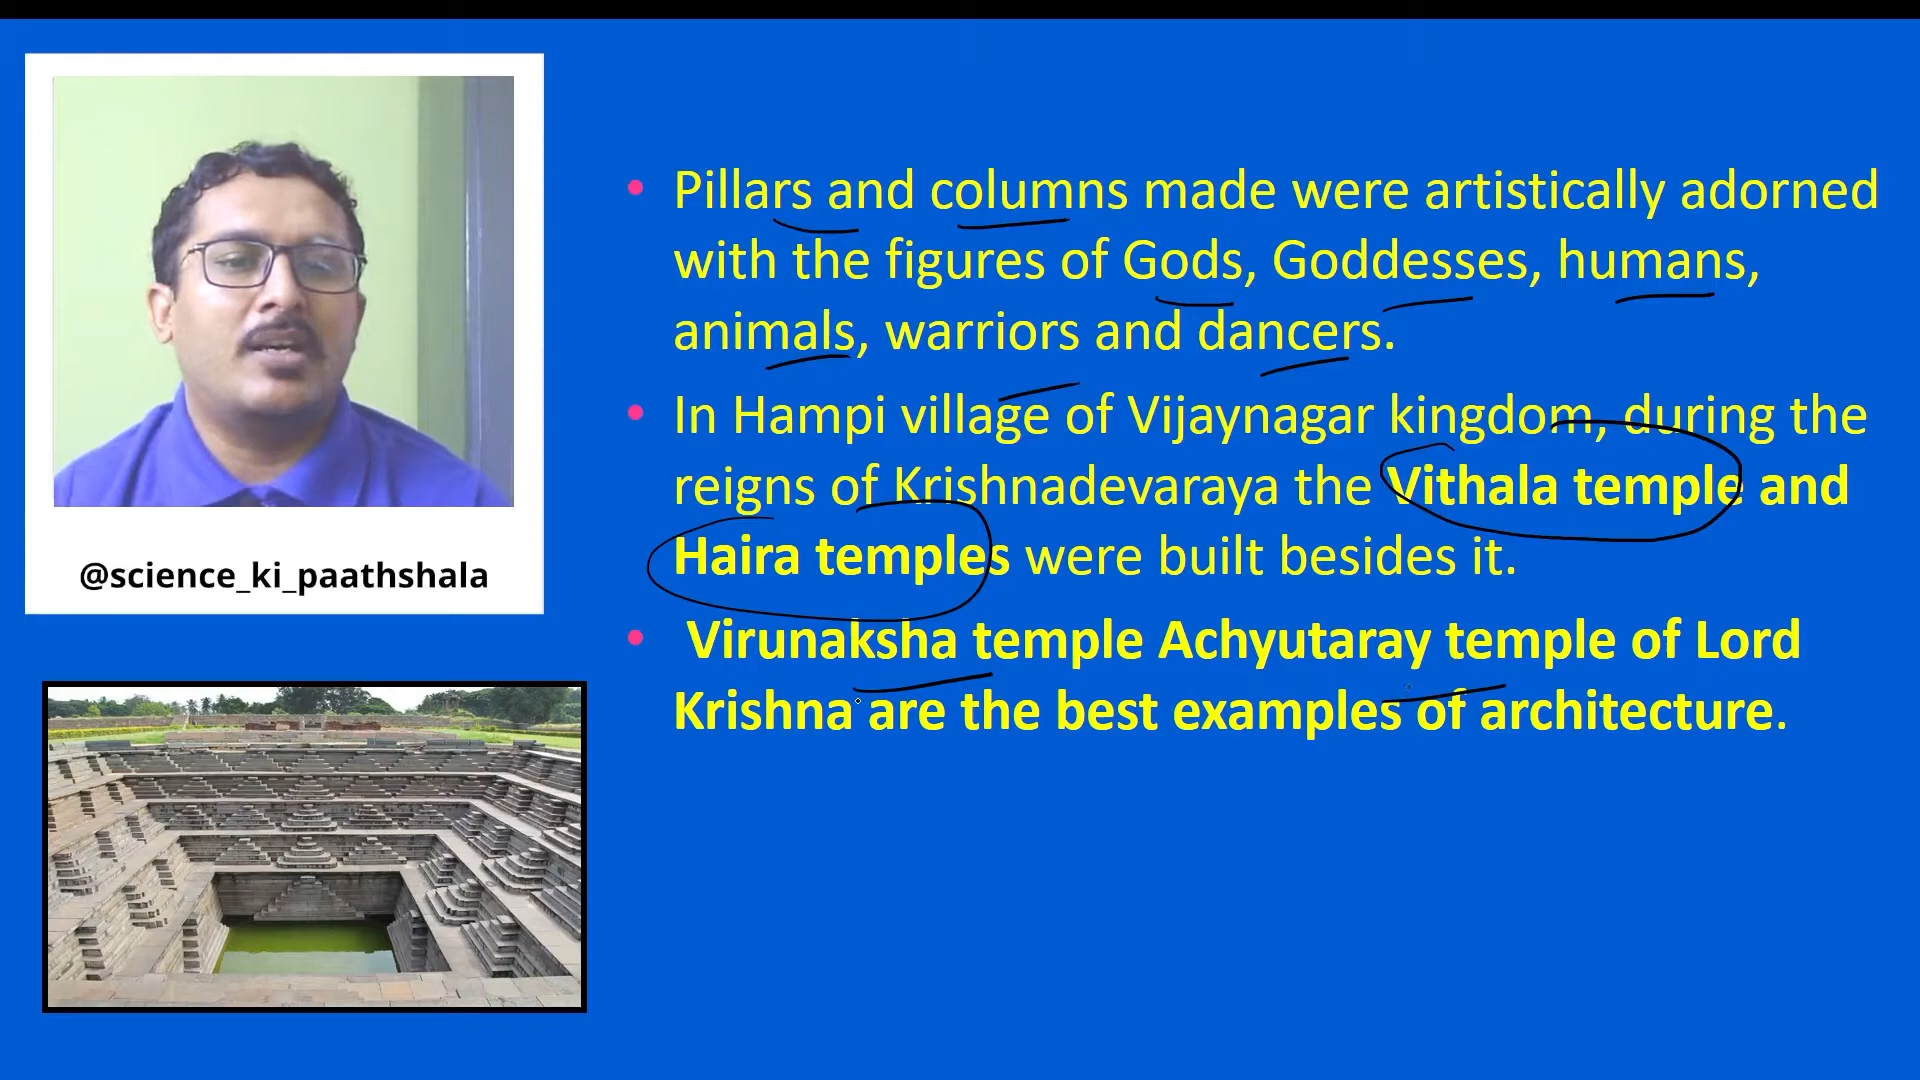 Pillars and columns made were artistically adorned
with the figures of Gods, Goddesses, humans,
animals, warriors and dancers.
In Hampi village of Vijaynagar kingdom, during the
reigns of Krishnadevaraya the Vithala temple and
Haira temples were built besides it.
Virunaksha temple Achyutaray temple of Lord
Krishna are the best examples of architecture.
@science_ki_paathshala